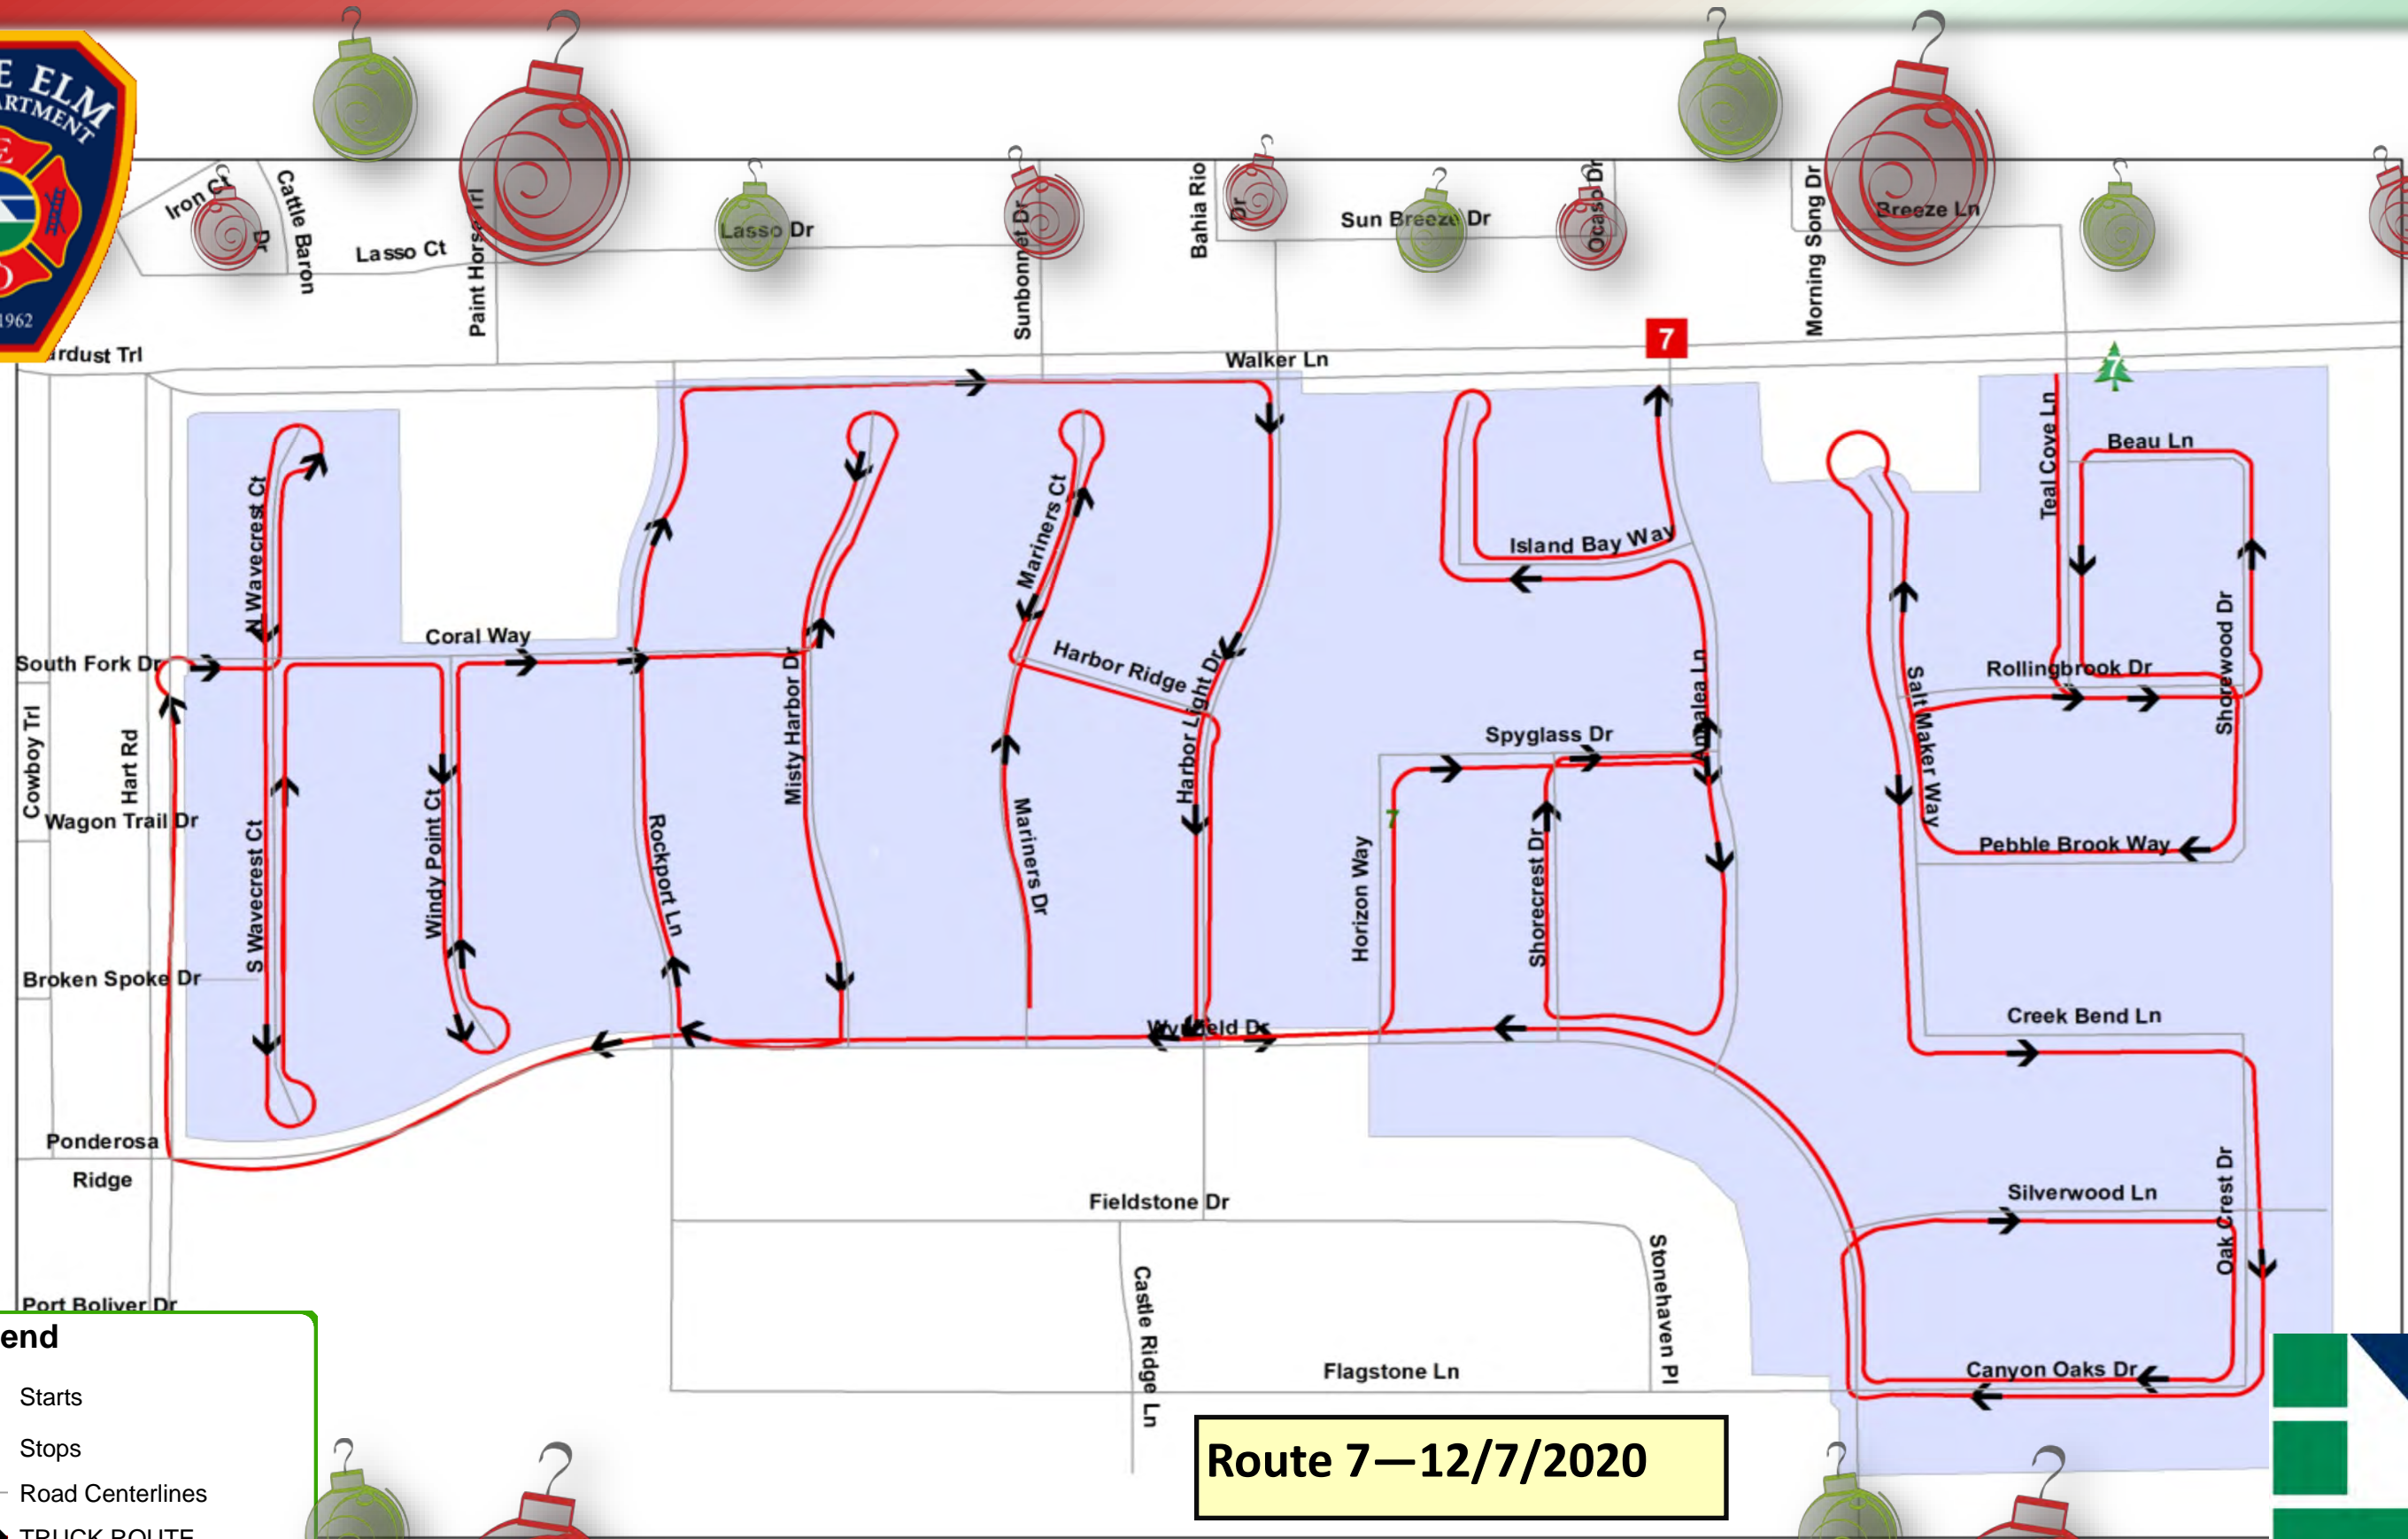 E ELM
ARTMENT
1962
Iron Ct
Dr
Cattle Baron
Lasso Ct
Paint Horse Trl
Lasso Dr
Sunbonnet Dr
Bahia Rio
Dr
Sun Breeze Dr
Ocaso Dr
Morning Song Dr
Breeze Ln
rdust Trl
Walker Ln
7
7
N Wavecrest Ct
Mariners Ct
Island Bay Way
Teal Cove Ln
Beau Ln
South Fork Dr
Coral Way
Harbor Ridge
Rollingbrook Dr
Shorewood Dr
Cowboy Trl
Hart Rd
Misty Harbor Dr
Harbor Light Dr
Spyglass Dr
Salt Maker Way
Wagon Trail Dr
7
Windy Point Ct
Rockport Ln
Mariners Dr
Horizon Way
Shorecrest Dr
Pebble Brook Way
S Wavecrest Ct
Broken Spoke Dr
Creek Bend Ln
Ponderosa
Ridge
Fieldstone Dr
Silverwood Ln
Oak Crest Dr
Stonehaven Pl
Castle Ridge Ln
Port Boliver Dr
Flagstone Ln
Canyon Oaks Dr
end
Starts
Stops
Road Centerlines
TRUCK ROUTE
Route 7—12/7/2020